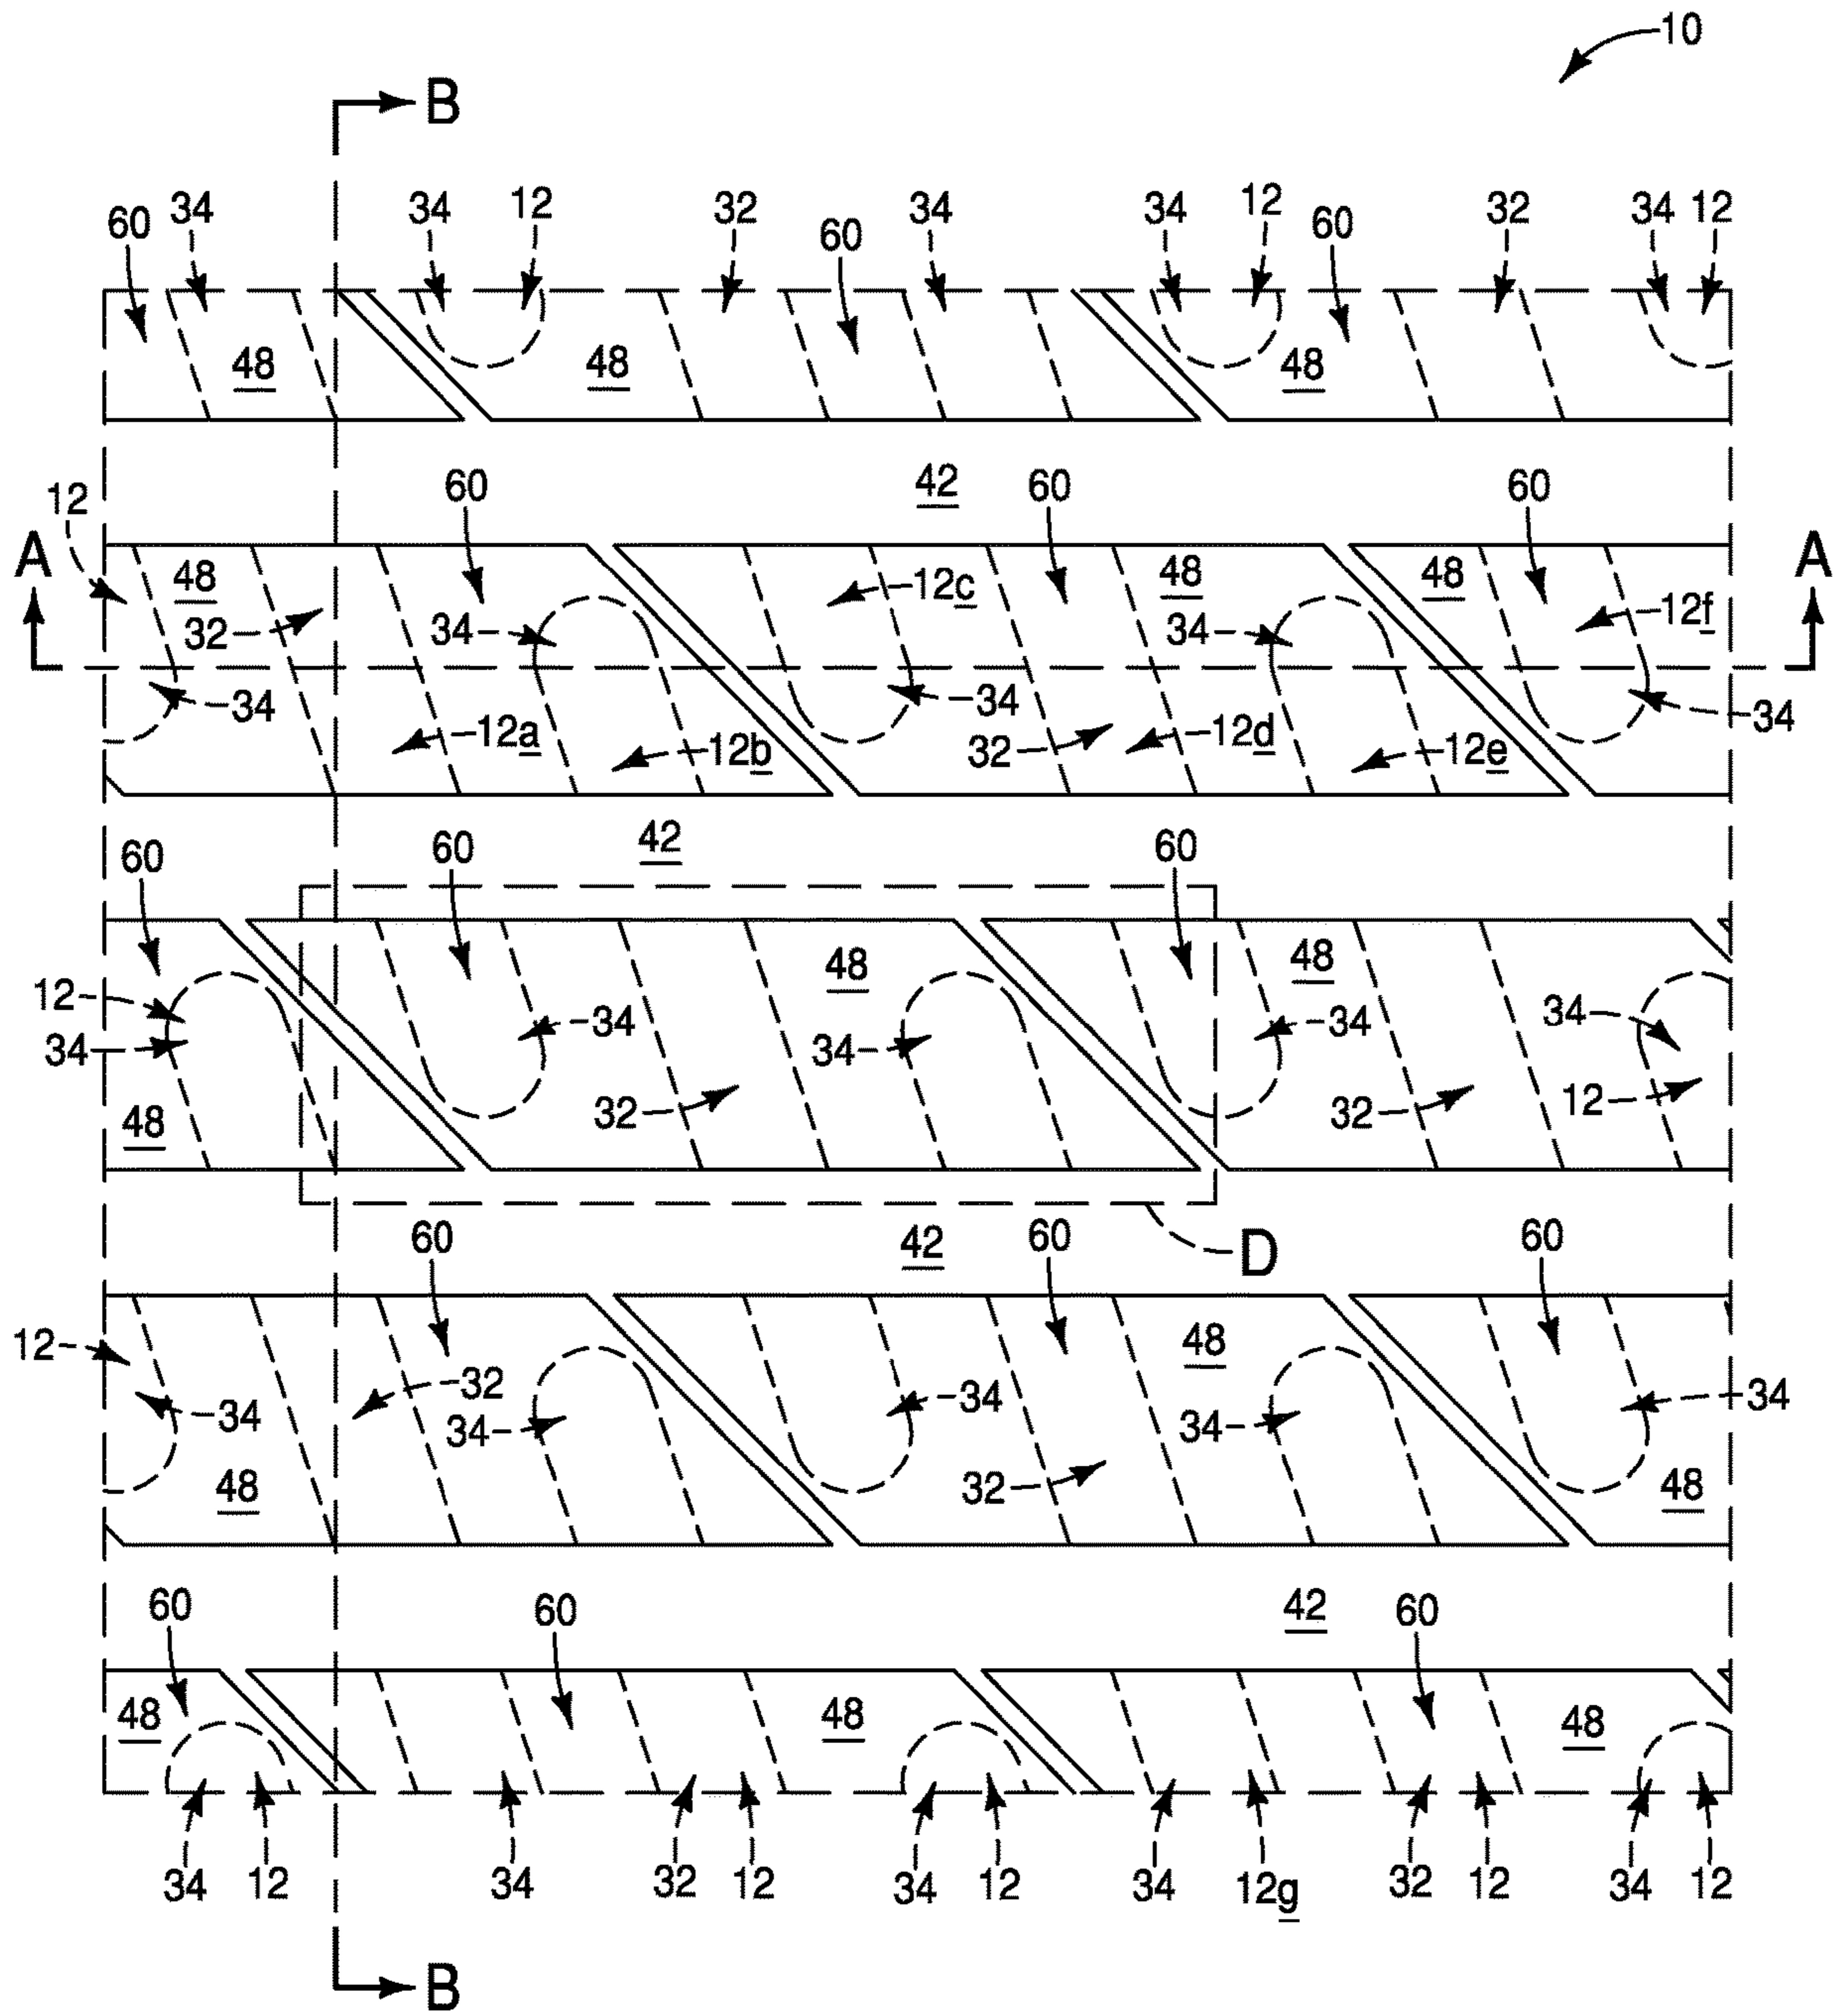 10
B
34 12 32 34 34 12 32 34 12
60 60 60
48 48 48
42
60 60 60
12
A A
48 12c 48 48 12f
32 34 34
34 34 34
12a 12b 32 12d 12e
42
60 60 60
48 48
12 34 34 34 34
34
32 32 12
48
D
42
60 60 60
12 48
32 34 34
34 34 34
48 32 48
60 60 42 60
48 48 48
34 12 34 32 12 34 12 34 12g 32 12 34 12
B